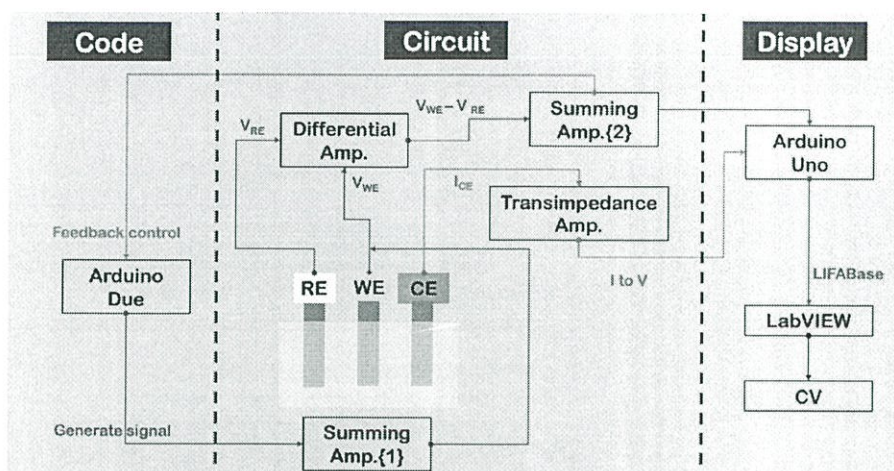 Code
Circuit
Display
V_WE – V_RE
Summing
Amp.{2}
V_RE
Differential
Amp.
Arduino
Uno
V_WE
I_CE
Transimpedance
Amp.
Feedback control
Arduino
Due
RE
WE
CE
I to V
LIFABase
LabVIEW
CV
Generate signal
Summing
Amp.{1}